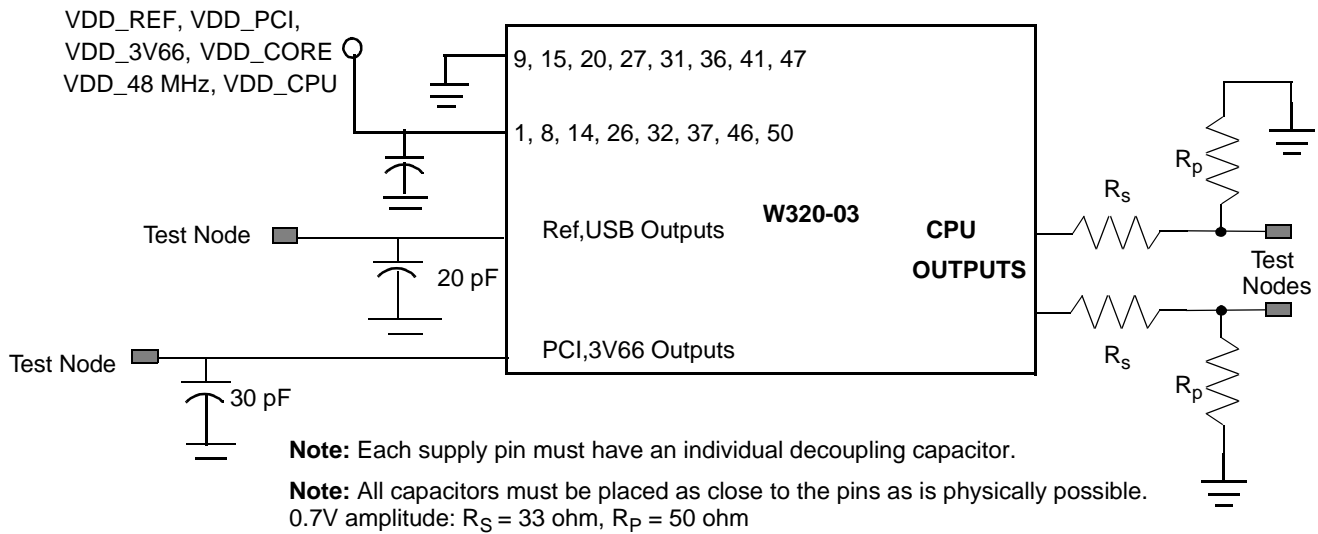 VDD_REF, VDD_PCI,
VDD_3V66, VDD_CORE
VDD_48 MHz, VDD_CPU
9, 15, 20, 27, 31, 36, 41, 47
1, 8, 14, 26, 32, 37, 46, 50
W320-03
Test Node
Ref,USB Outputs
20 pF
CPU
OUTPUTS
Rs
Rp
Test
Nodes
Rs
Rp
Test Node
PCI,3V66 Outputs
30 pF
Note: Each supply pin must have an individual decoupling capacitor.
Note: All capacitors must be placed as close to the pins as is physically possible.
0.7V amplitude: RS = 33 ohm, RP = 50 ohm